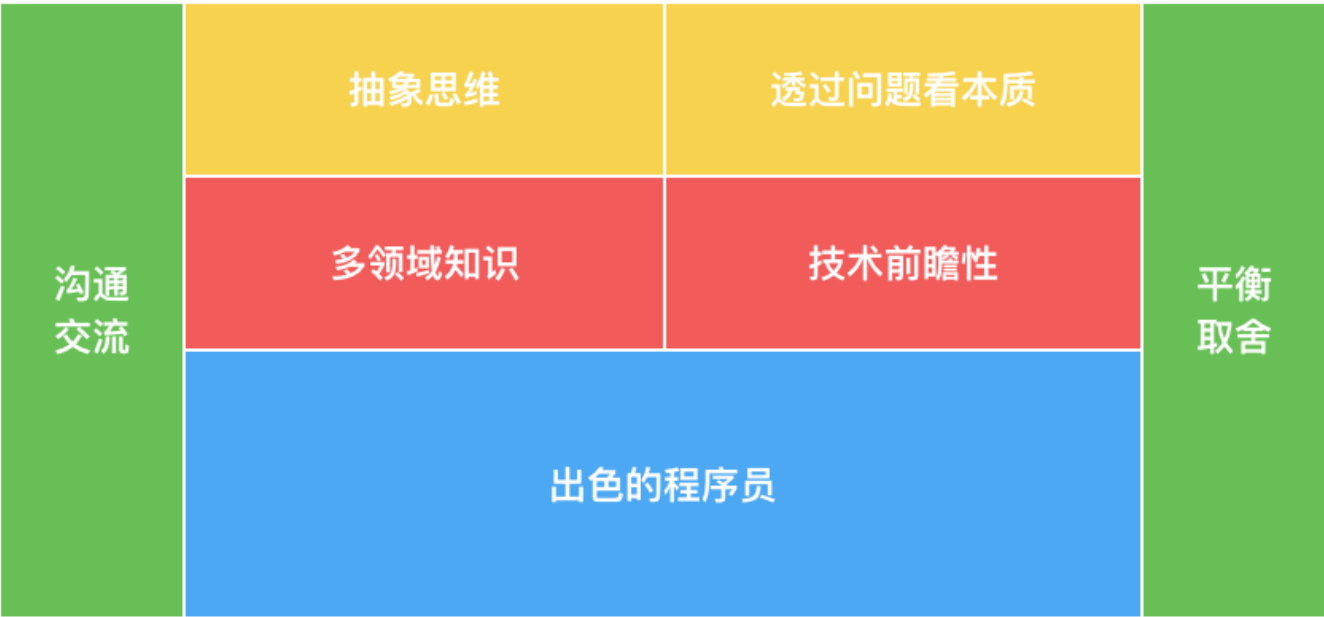 抽象思维
透过问题看本质
多领域知识
技术前瞻性
沟通
交流
平衡
取舍
出色的程序员